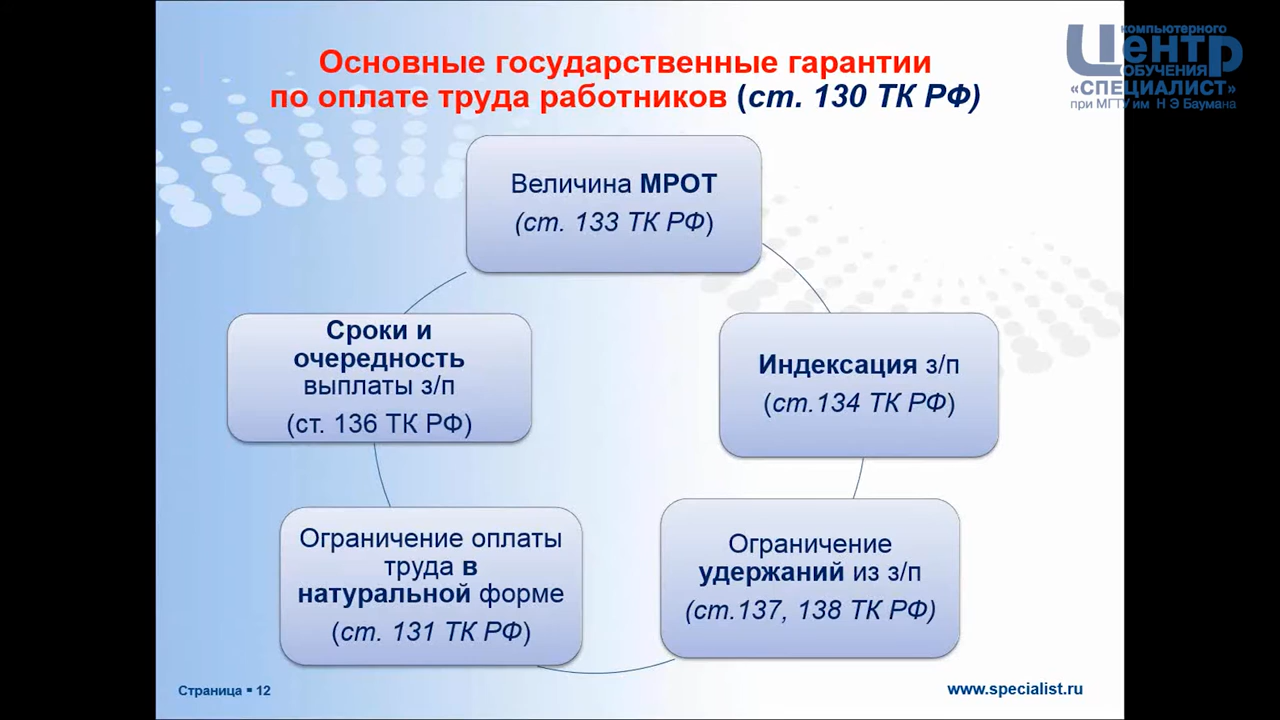 компьютерного
Центр
ОБУЧЕНИЯ
«СПЕЦИАЛИСТ»
при МГТУ им Н Э Баумана
Основные государственные гарантии
по оплате труда работников (ст. 130 ТК РФ)
Величина МРОТ
(ст. 133 ТК РФ)
Сроки и
очередность
выплаты з/п
(ст. 136 ТК РФ)
Индексация з/п
(ст.134 ТК РФ)
Ограничение оплаты
труда в
натуральной форме
(ст. 131 ТК РФ)
Ограничение
удержаний из з/п
(ст.137, 138 ТК РФ)
Страница ▪ 12
www.specialist.ru